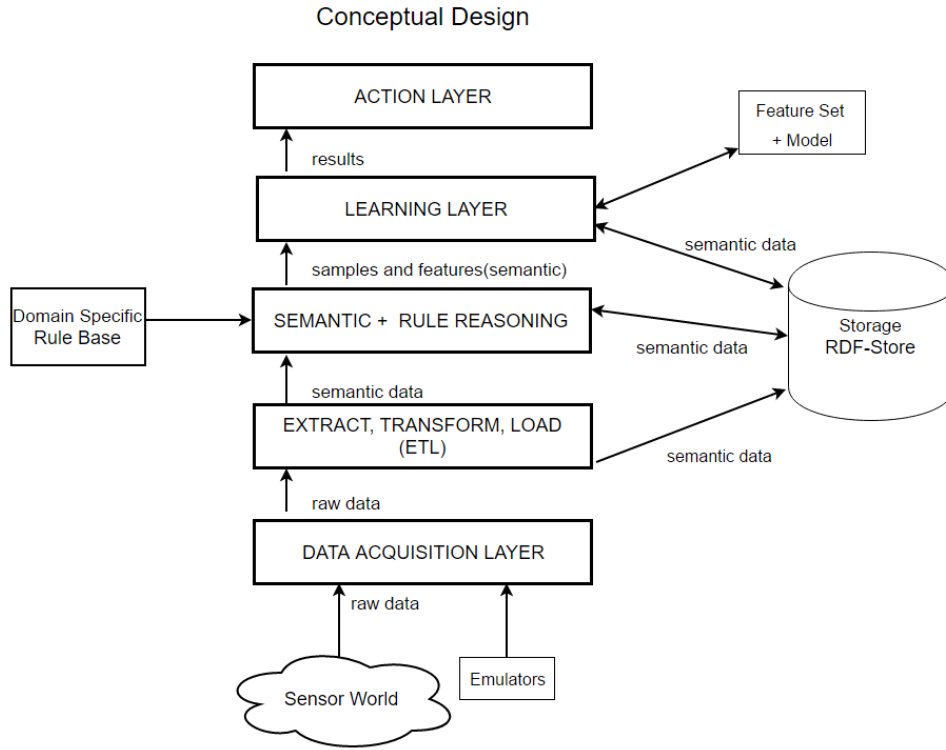 Conceptual Design
ACTION LAYER
Feature Set
+ Model
results
LEARNING LAYER
semantic data
samples and features(semantic)
Domain Specific
Rule Base
SEMANTIC + RULE REASONING
Storage
RDF-Store
semantic data
semantic data
EXTRACT, TRANSFORM, LOAD
(ETL)
semantic data
raw data
DATA ACQUISITION LAYER
raw data
Sensor World
Emulators